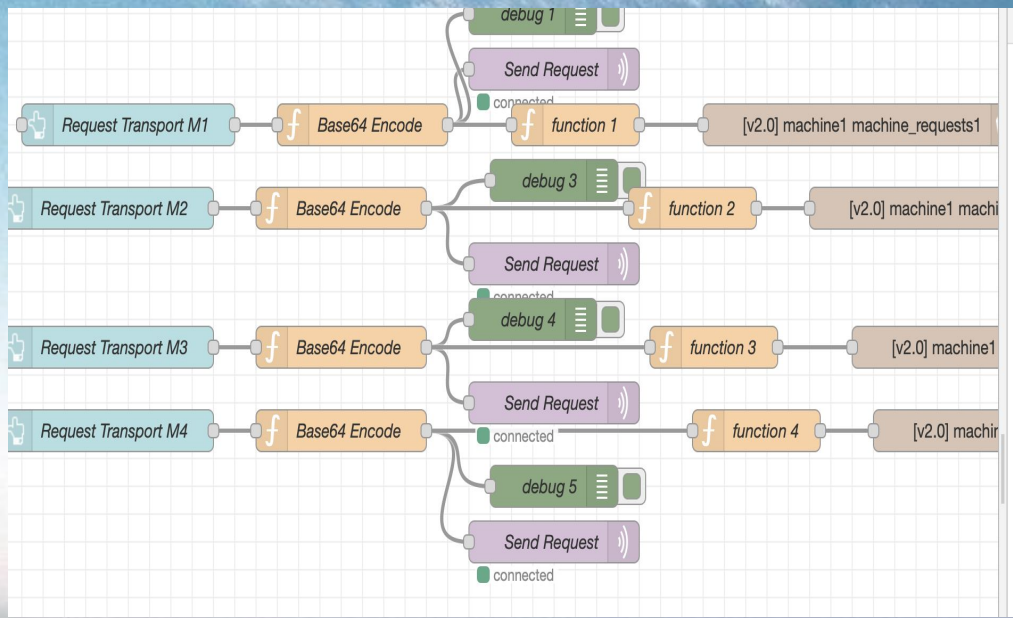 debug 1
Send Request
connected
Request Transport M1
Base64 Encode
function 1
[v2.0] machine1 machine_requests1
debug 3
Request Transport M2
Base64 Encode
function 2
[v2.0] machine1 machi
Send Request
connected
debug 4
Request Transport M3
Base64 Encode
function 3
[v2.0] machine1
Send Request
Request Transport M4
Base64 Encode
connected
function 4
[v2.0] machin
debug 5
Send Request
connected